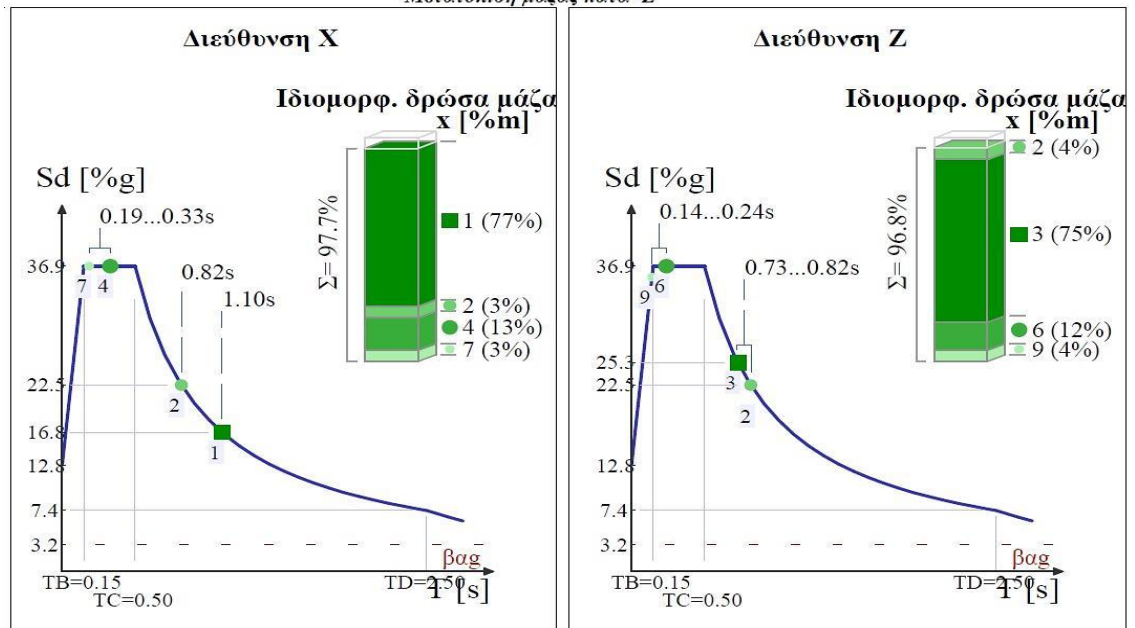 Μετατόπιση μάζας κατά -Z
Διεύθυνση X
Ιδιομορφ. δρώσα μάζα
x [%m]
Sd [%g]
0.19...0.33s
0.82s
1.10s
Σ= 97.7%
1 (77%)
2 (3%)
4 (13%)
7 (3%)
36.9
7 4
22.5
2
16.8
1
12.8
7.4
3.2
βαg
TB=0.15
TD=2.50
T [s]
TC=0.50
Διεύθυνση Z
Ιδιομορφ. δρώσα μάζα
x [%m]
2 (4%)
Sd [%g]
0.14...0.24s
0.73...0.82s
Σ= 96.8%
3 (75%)
6 (12%)
9 (4%)
36.9
9 6
25.3
3
22.5
2
12.8
7.4
3.2
βαg
TB=0.15
TD=2.50
T [s]
TC=0.50